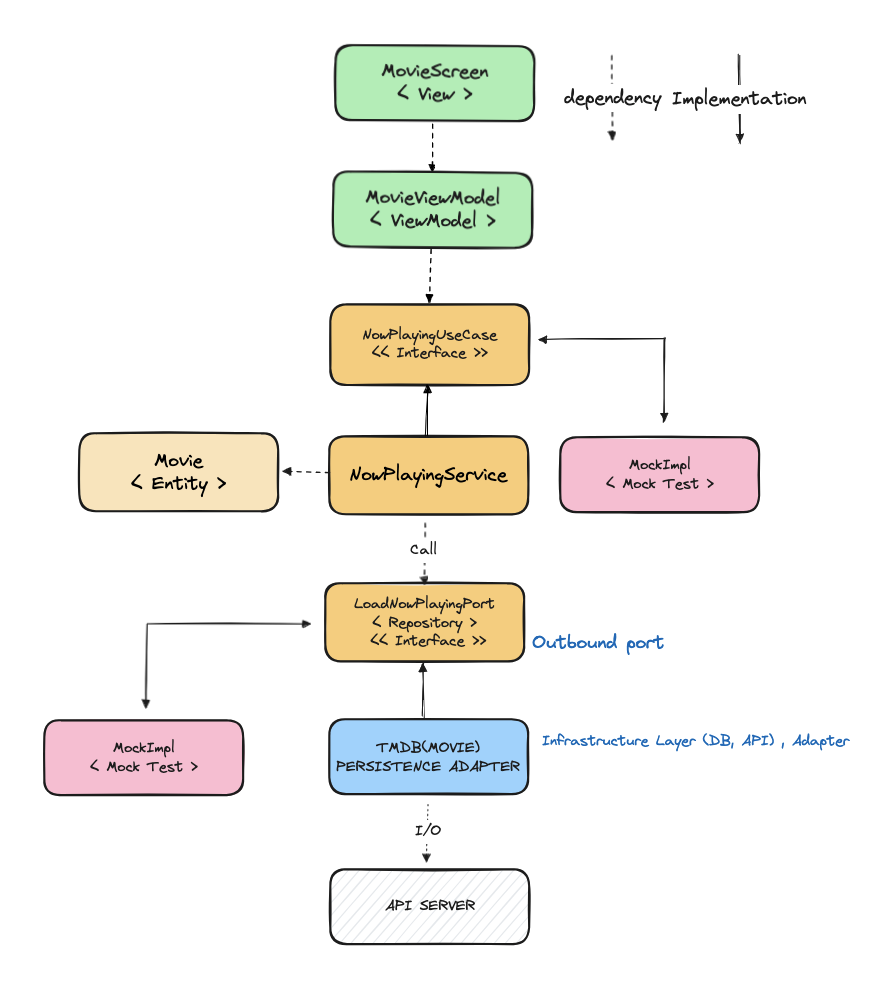 MovieScreen
< View >
dependency
Implementation
MovieViewModel
< ViewModel >
NowPlayingUseCase
<< Interface >>
Movie
< Entity >
NowPlayingService
MockImpl
< Mock Test >
Call
LoadNowPlayingPort
< Repository >
<< Interface >>
Outbound port
MockImpl
< Mock Test >
TMDB(MOVIE)
PERSISTENCE ADAPTER
Infrastructure Layer (DB, API) , Adapter
I/O
API SERVER